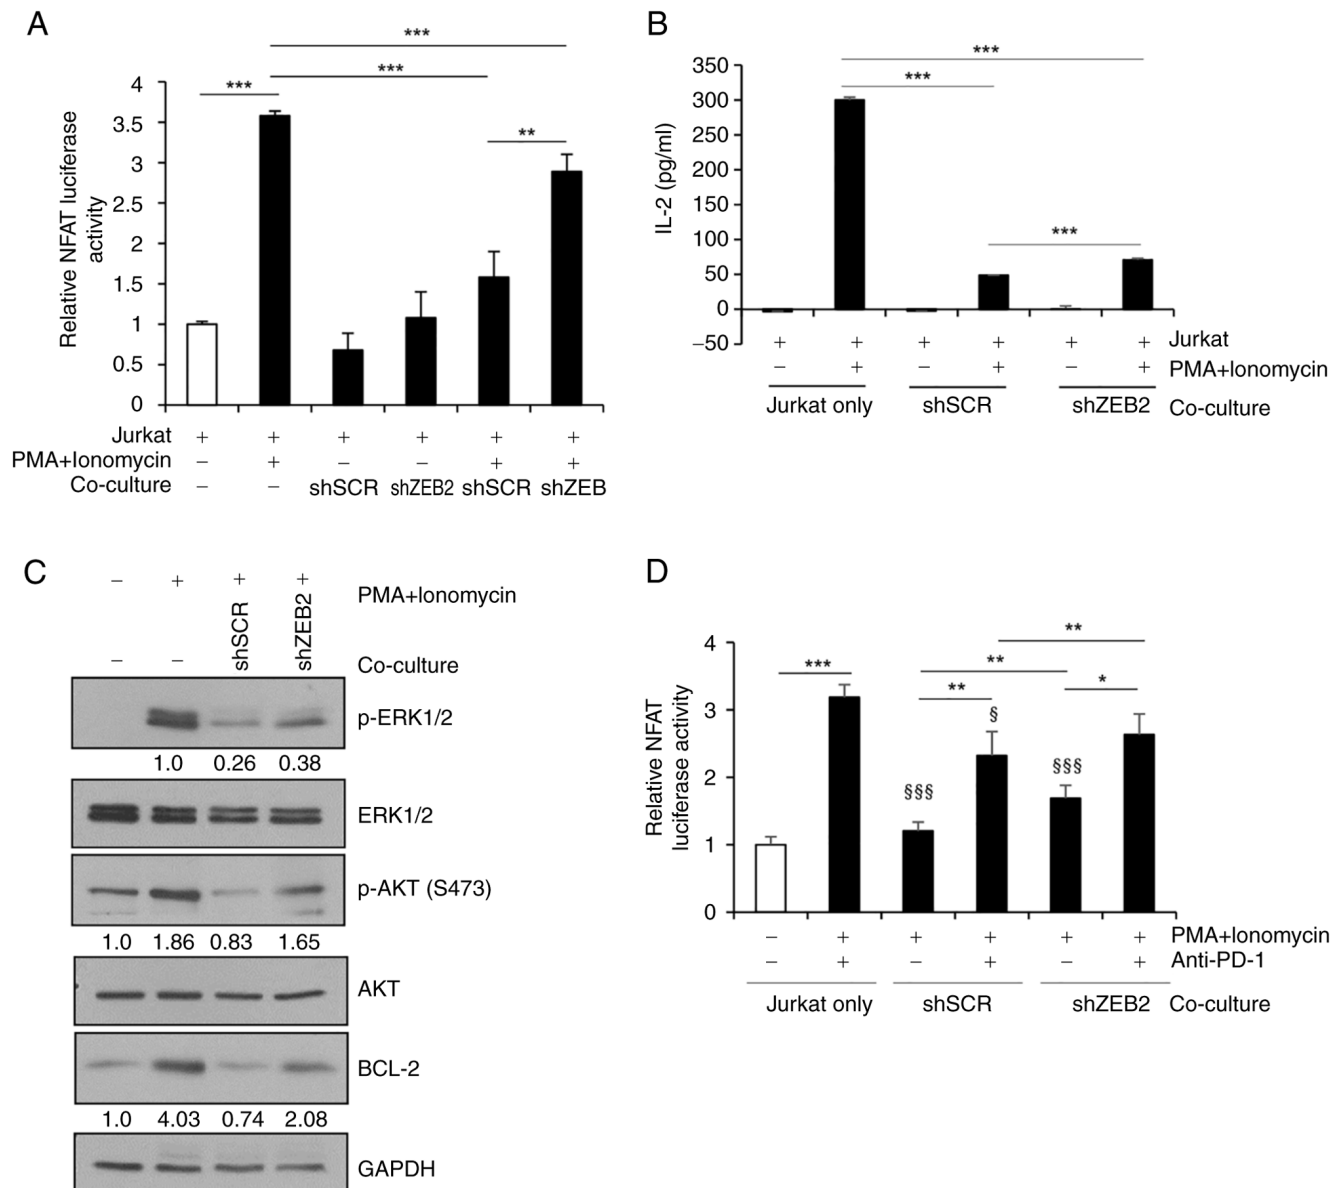 A
***
***
***
**
Relative NFAT luciferase
activity
4
3.5
3
2.5
2
1.5
1
0.5
0
Jurkat + + + + + +
PMA+Ionomycin – + – – + +
Co-culture – – shSCR shZEB2 shSCR shZEB
B
***
***
***
IL-2 (pg/ml)
350
300
250
200
150
100
50
0
–50
+ + + + + + Jurkat
– + – + – + PMA+Ionomycin
Jurkat only shSCR shZEB2 Co-culture
C
– + + + PMA+Ionomycin
– – shSCR shZEB2 Co-culture
p-ERK1/2
1.0 0.26 0.38
ERK1/2
p-AKT (S473)
1.0 1.86 0.83 1.65
AKT
BCL-2
1.0 4.03 0.74 2.08
GAPDH
D
**
** 
*** ** *
§
§§§ §§§
Relative NFAT
luciferase activity
4
3
2
1
0
– + + + + + PMA+Ionomycin
– + – + – + Anti-PD-1
Jurkat only shSCR shZEB2 Co-culture